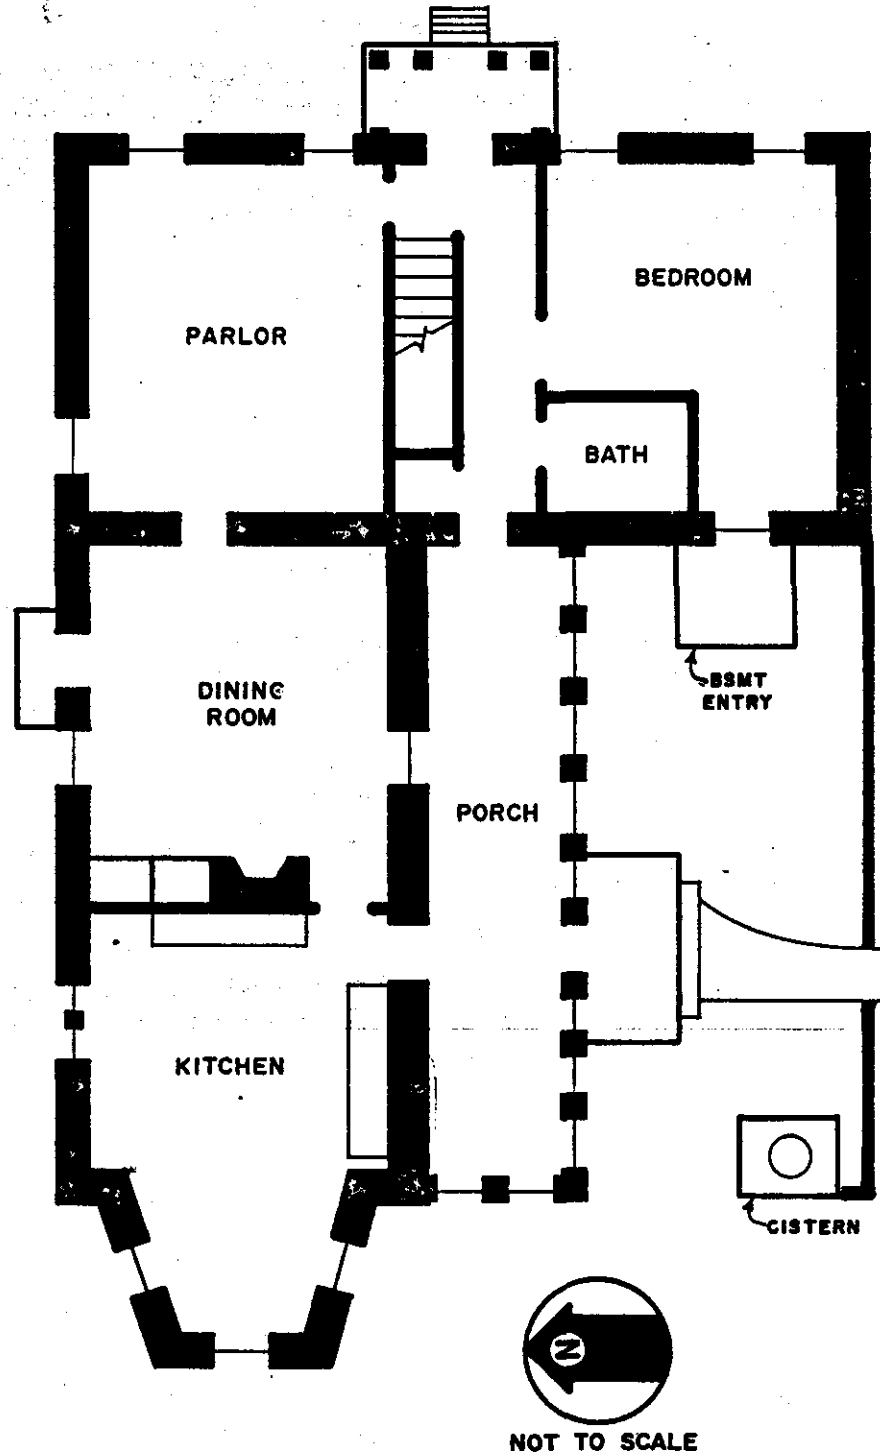 BEDROOM
PARLOR
BATH
DINING
ROOM
BSMT
ENTRY
PORCH
KITCHEN
CISTERN
N
NOT TO SCALE